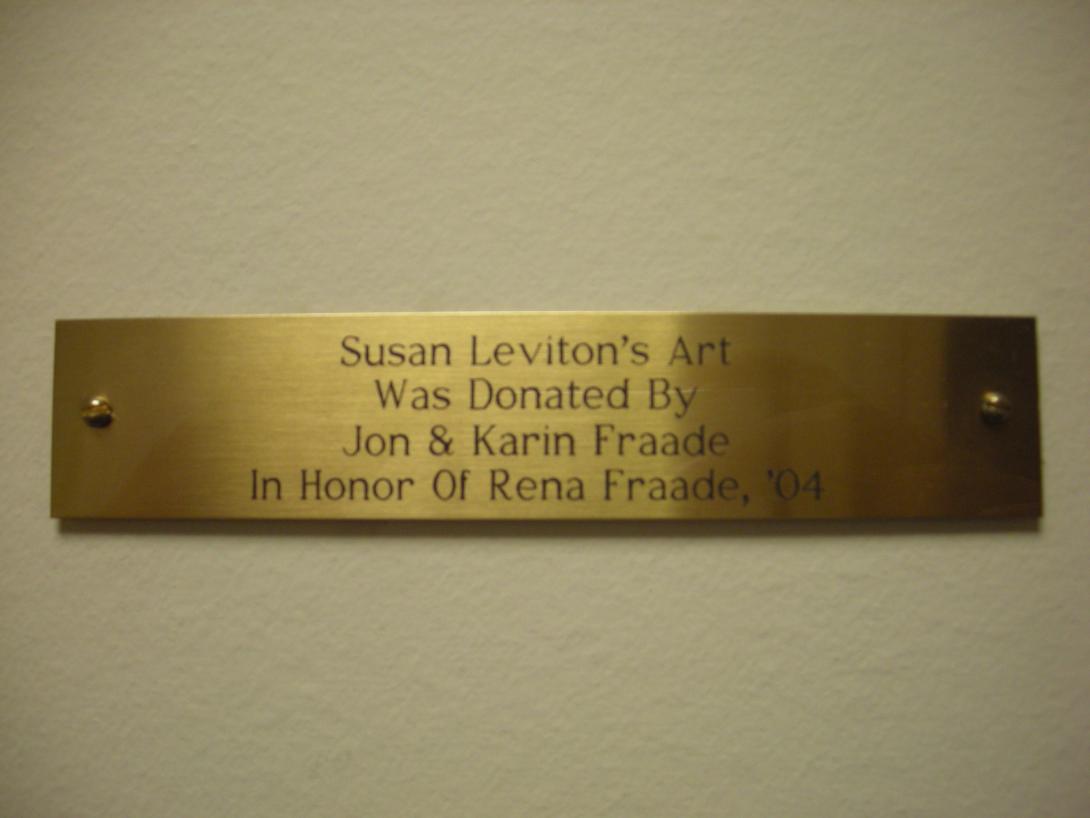 Susan Leviton's Art
Was Donated By
Jon & Karin Fraade
In Honor Of Rena Fraade, '04